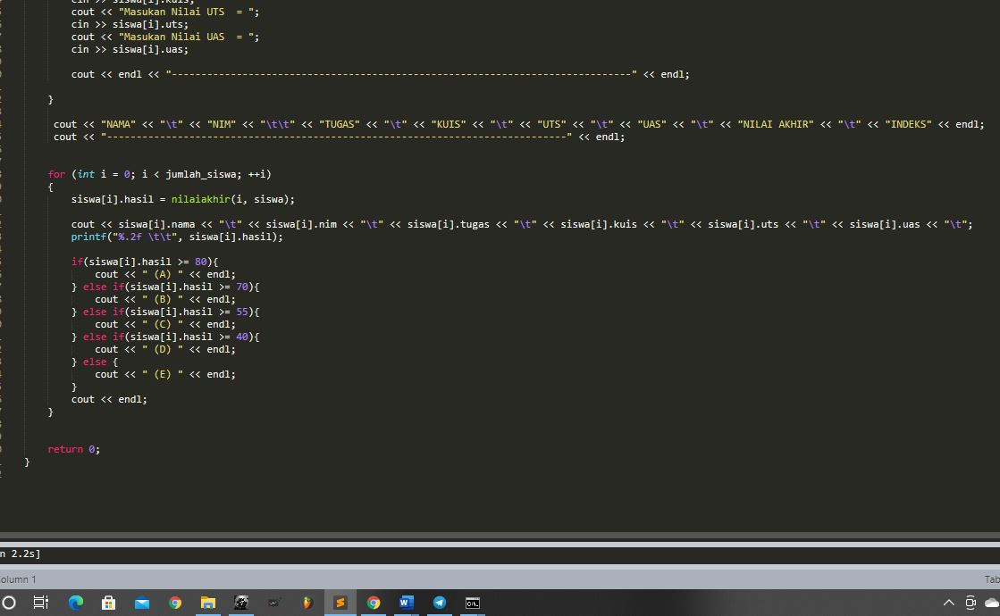 cin >> siswa[i].kuis;
cout << "Masukan Nilai UTS  = ";
cin >> siswa[i].uts;
cout << "Masukan Nilai UAS  = ";
cin >> siswa[i].uas;
cout << endl << "------------------------------------------------------------------------------" << endl;
}
cout << "NAMA" << "\t" << "NIM" << "\t\t" << "TUGAS" << "\t" << "KUIS" << "\t" << "UTS" << "\t" << "UAS" << "\t" << "NILAI AKHIR" << "\t" << "INDEKS" << endl;
cout << "------------------------------------------------------------------------------" << endl;
for (int i = 0; i < jumlah_siswa; ++i)
{
siswa[i].hasil = nilaiakhir(i, siswa);
cout << siswa[i].nama << "\t" << siswa[i].nim << "\t" << siswa[i].tugas << "\t" << siswa[i].kuis << "\t" << siswa[i].uts << "\t" << siswa[i].uas << "\t";
printf("%.2f \t\t", siswa[i].hasil);
if(siswa[i].hasil >= 80){
cout << " (A) " << endl;
} else if(siswa[i].hasil >= 70){
cout << " (B) " << endl;
} else if(siswa[i].hasil >= 55){
cout << " (C) " << endl;
} else if(siswa[i].hasil >= 40){
cout << " (D) " << endl;
} else {
cout << " (E) " << endl;
}
cout << endl;
}
return 0;
}
n 2.2s]
olumn 1
Tab